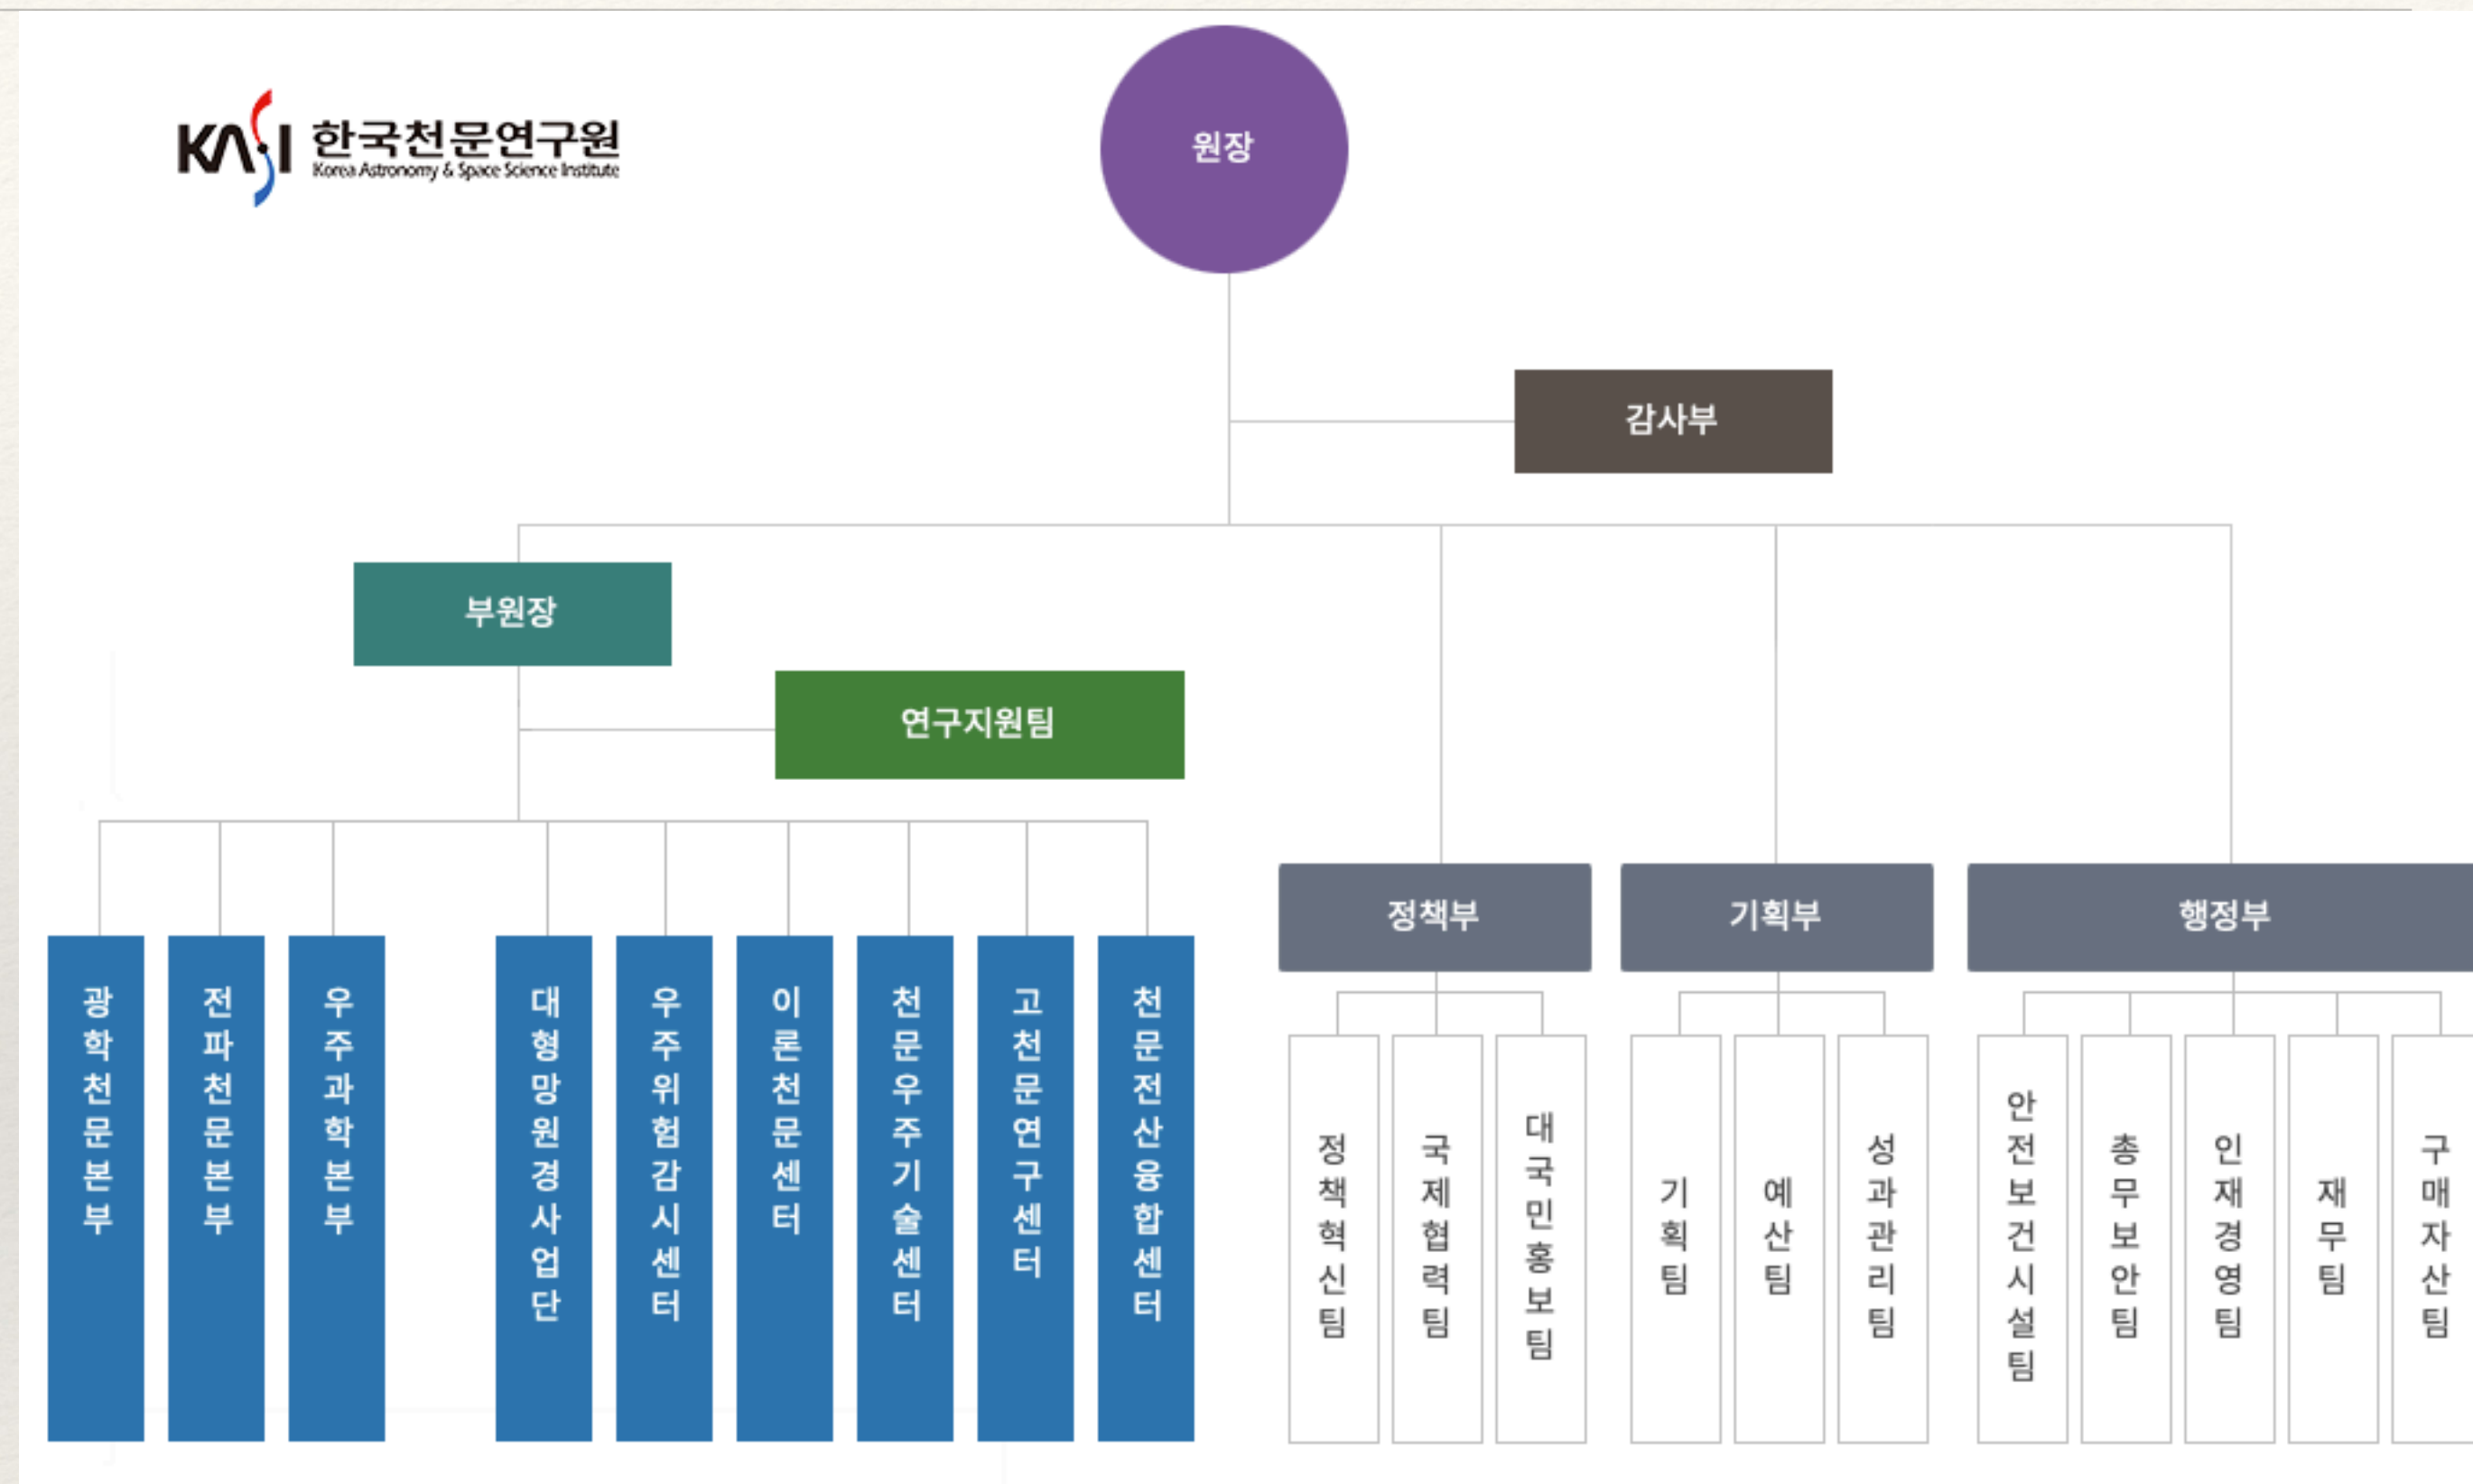 KASI 한국천문연구원
Korea Astronomy & Space Science Institute
원장
감사부
부원장
연구지원팀
광학천문본부
전파천문본부
우주과학본부
대형망원경사업단
우주위험감시센터
이론천문센터
천문우주기술센터
고천문연구센터
천문전산융합센터
정책부
정책혁신팀
국제협력팀
대국민홍보팀
기획부
기획팀
예산팀
성과관리팀
행정부
안전보건시설팀
총무보안팀
인재경영팀
재무팀
구매자산팀